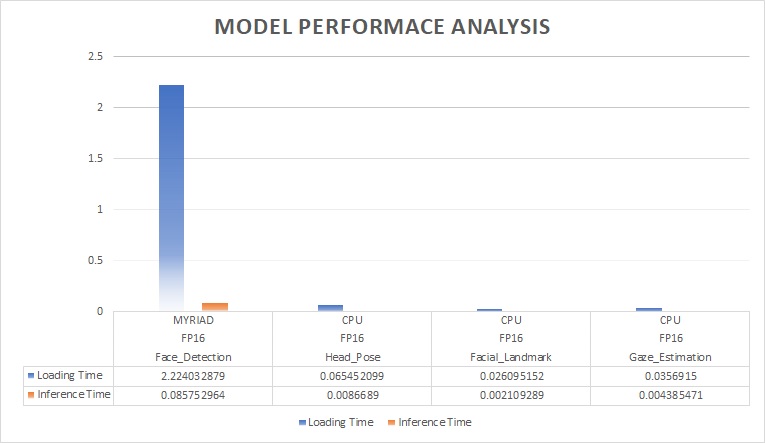 MODEL PERFORMACE ANALYSIS
2.5
2
1.5
1
0.5
0
MYRIAD CPU CPU CPU
FP16 FP16 FP16 FP16
Face_Detection Head_Pose Facial_Landmark Gaze_Estimation
Loading Time 2.224032879 0.065452099 0.026095152 0.0356915
Inference Time 0.085752964 0.0086689 0.002109289 0.004385471
Loading Time Inference Time